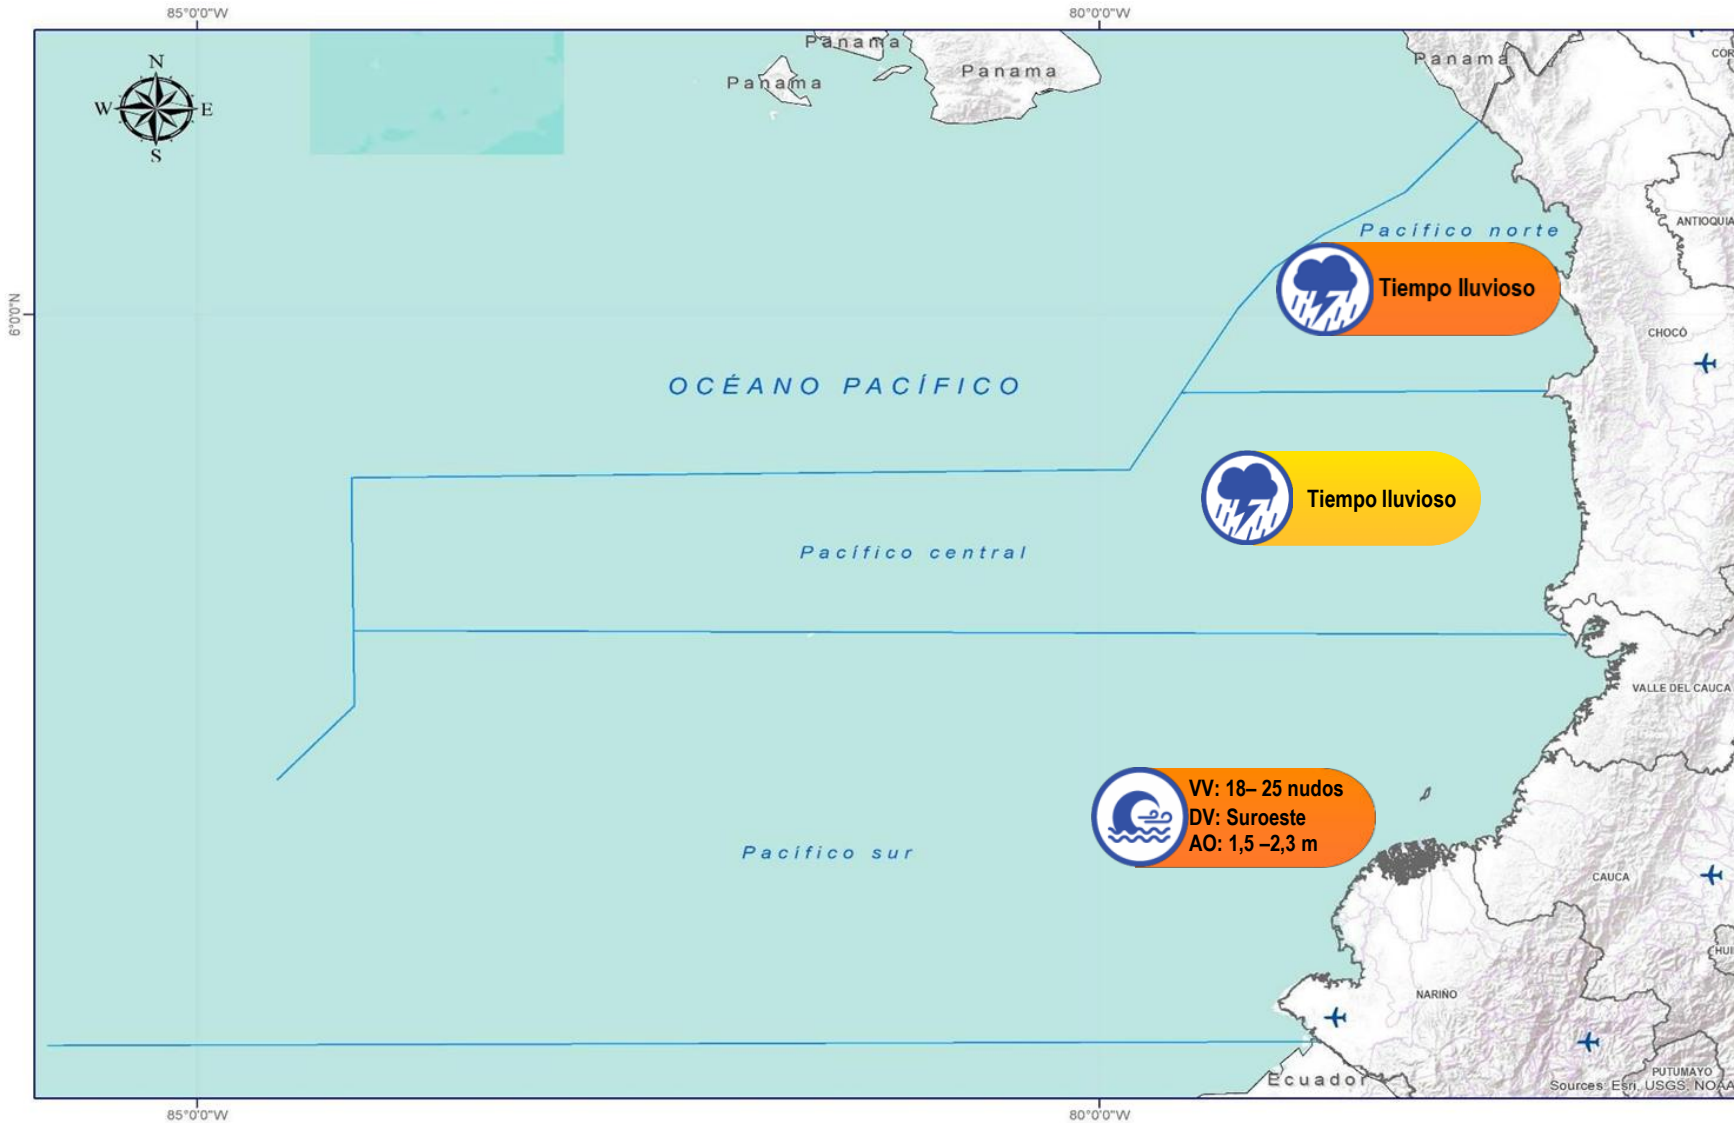 85°0'0"W
80°0'0"W
N
W
E
S
Panama
Panama
Panama
Panama
CÓR
ANTIOQUIA
Pacífico norte
Tiempo lluvioso
6°0'0"N
CHOCÓ
OCÉANO PACÍFICO
Tiempo lluvioso
Pacífico central
VALLE DEL CAUCA
VV: 18– 25 nudos
DV: Suroeste
AO: 1,5 –2,3 m
Pacífico sur
CAUCA
HUI
NARIÑO
Ecuador
PUTUMAYO
Sources: Esri, USGS, NOAA
85°0'0"W
80°0'0"W